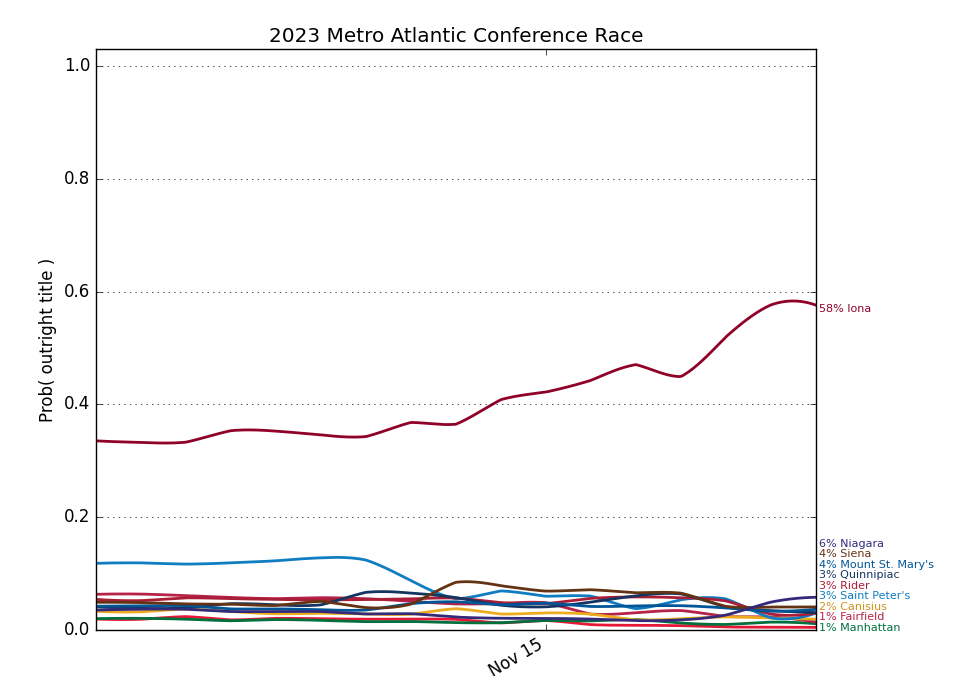 2023 Metro Atlantic Conference Race
Prob( outright title )
1.0
0.8
0.6
0.4
0.2
0.0
Nov 15
58% Iona
6% Niagara
4% Siena
4% Mount St. Mary's
3% Quinnipiac
3% Rider
3% Saint Peter's
2% Canisius
1% Fairfield
1% Manhattan